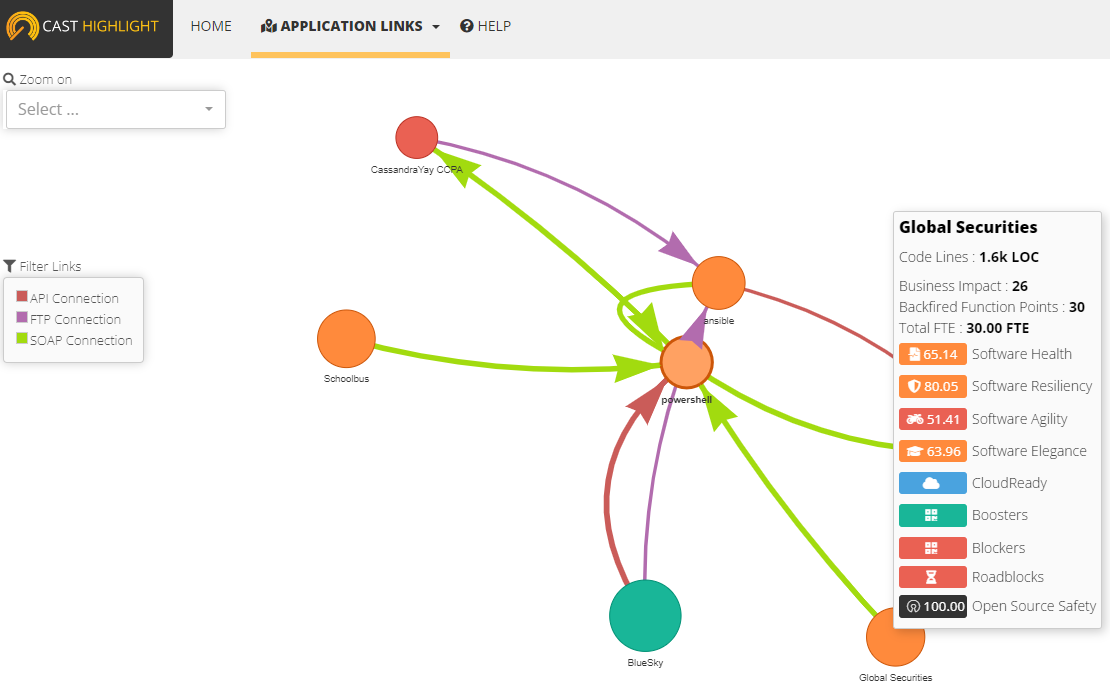 CAST HIGHLIGHT
HOME
APPLICATION LINKS
HELP
Zoom on
Select ...
Filter Links
API Connection
FTP Connection
SOAP Connection
CassandraYay CCPA
ansible
Schoolbus
powershell
BlueSky
Global Securities
Global Securities
Code Lines : 1.6k LOC
Business Impact : 26
Backfired Function Points : 30
Total FTE : 30.00 FTE
65.14 Software Health
80.05 Software Resiliency
51.41 Software Agility
63.96 Software Elegance
CloudReady
Boosters
Blockers
Roadblocks
100.00 Open Source Safety